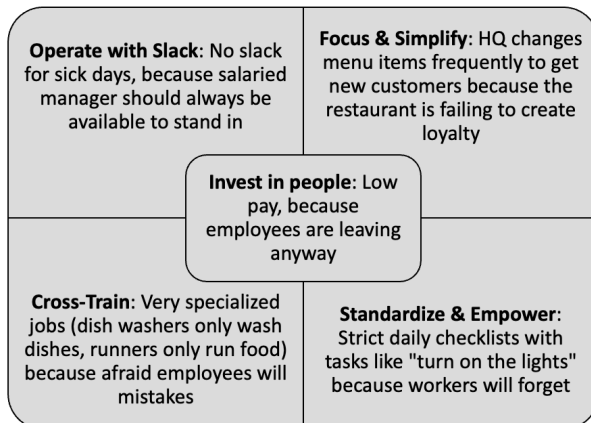 Operate with Slack: No slack
for sick days, because salaried
manager should always be
available to stand in
Focus & Simplify: HQ changes
menu items frequently to get
new customers because the
restaurant is failing to create
loyalty
Invest in people: Low
pay, because
employees are leaving
anyway
Cross-Train: Very specialized
jobs (dish washers only wash
dishes, runners only run food)
because afraid employees will
mistakes
Standardize & Empower:
Strict daily checklists with
tasks like "turn on the lights"
because workers will forget